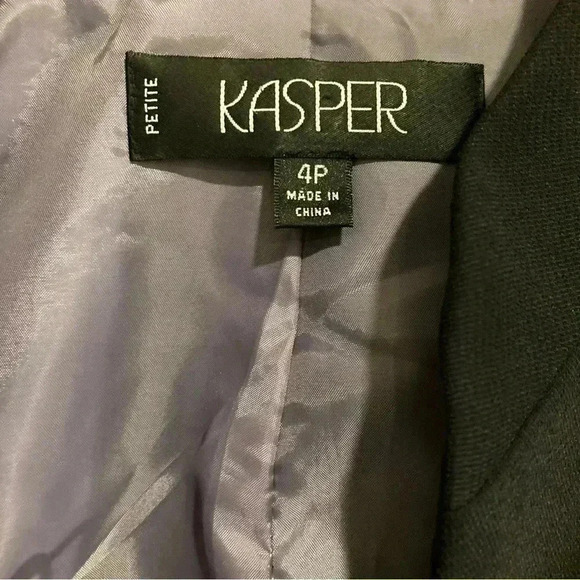 PETITE
KASPER
4P
MADE IN
CHINA